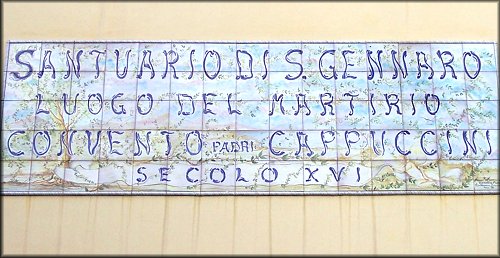 SANTUARIO DI S. GENNARO
LUOGO DEL MARTIRIO
CONVENTO PADRI CAPPUCCINI
SECOLO XVI